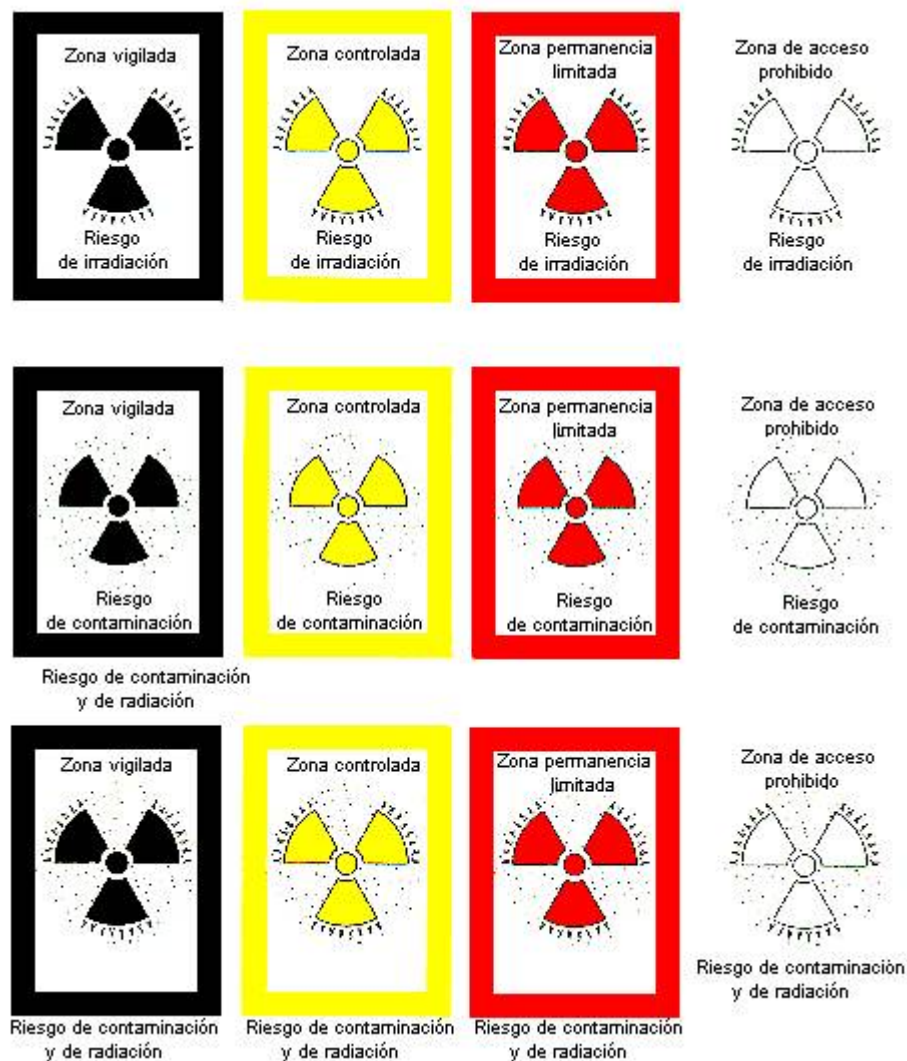 Zona vigilada
Riesgo
de irradiación
Zona controlada
Riesgo
de irradiación
Zona permanencia
limitada
Riesgo
de irradiación
Zona de acceso
prohibido
Riesgo
de irradiación
Zona vigilada
Riesgo
de contaminación
Zona controlada
Riesgo
de contaminación
Zona permanencia
limitada
Riesgo
de contaminación
Zona de acceso
prohibido
Riesgo
de contaminación
Riesgo de contaminación
y de radiación
Zona vigilada
Riesgo de contaminación
y de radiación
Zona controlada
Riesgo de contaminación
y de radiación
Zona permanencia
limitada
Riesgo de contaminación
y de radiación
Zona de acceso
prohibido
Riesgo de contaminación
y de radiación